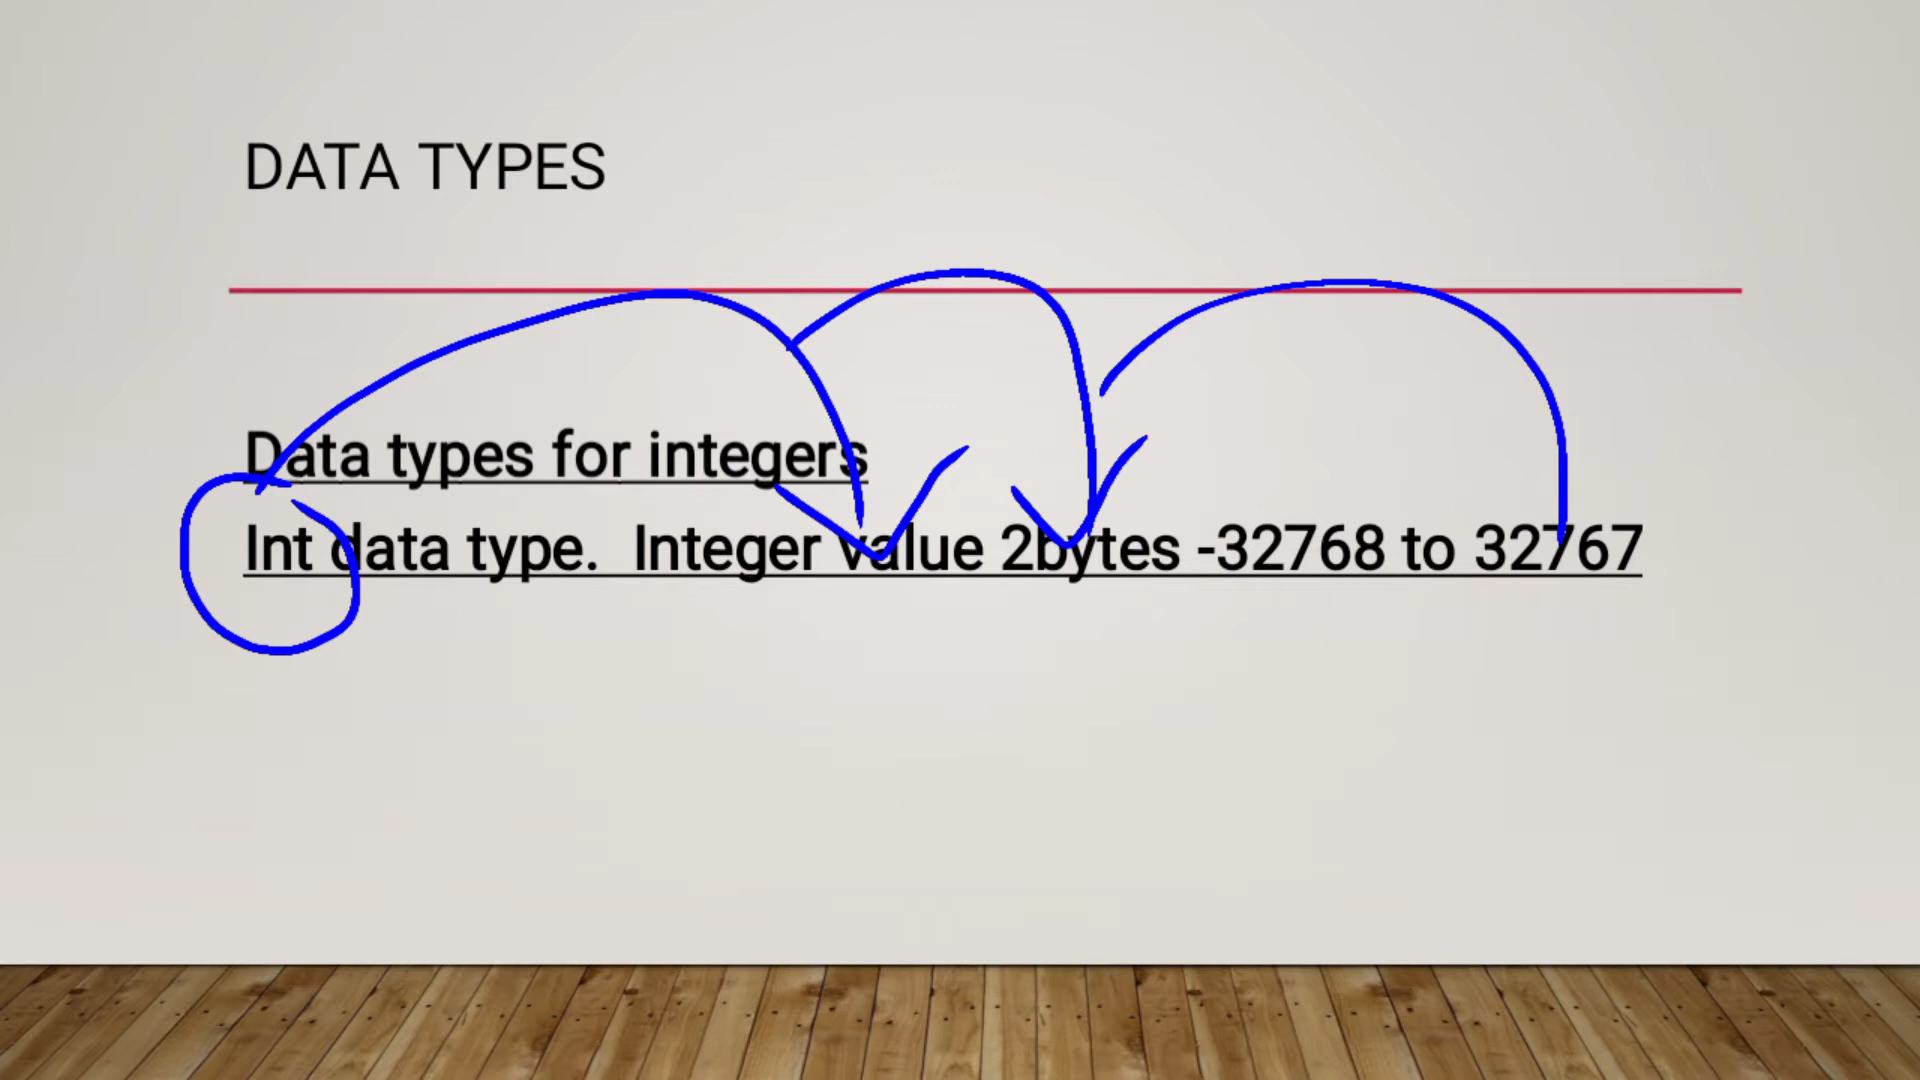 DATA TYPES
Data types for integers
Int data type.  Integer value 2bytes -32768 to 32767